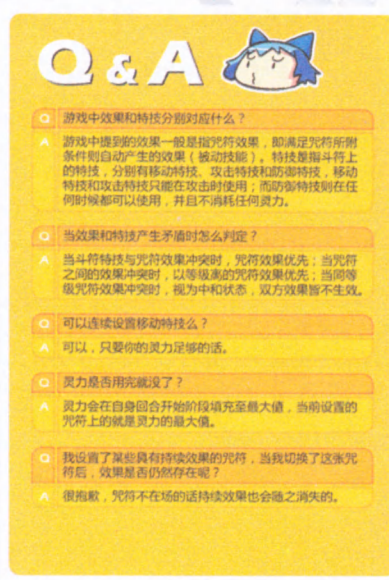 Q & A
Q 游戏中效果和特技分别对应什么？
A 游戏中提到的效果一般是指咒符效果，即满足咒符所附
条件则自动产生的效果（被动技能）。特技是指斗符上
的特技，分别有移动特技、攻击特技和防御特技，移动
特技和攻击特技只能在攻击时使用；而防御特技则在任
何时候都可以使用，并且不消耗任何灵力。
Q 当效果和特技产生矛盾时怎么判定？
A 当斗符特技与咒符效果冲突时，咒符效果优先；当咒符
之间的效果冲突时，以等级高的咒符效果优先；当同等
级咒符效果冲突时，视为中和状态，双方效果皆不生效。
Q 可以连续设置移动特技么？
A 可以，只要你的灵力足够的话。
Q 灵力是否用完就没了？
A 灵力会在自身回合开始阶段填充至最大值，当前设置的
咒符上的就是灵力的最大值。
Q 我设置了某些具有持续效果的咒符，当我切换了这张咒
符后，效果是否仍然存在呢？
A 很抱歉，咒符不在场的话持续效果也会随之消失的。